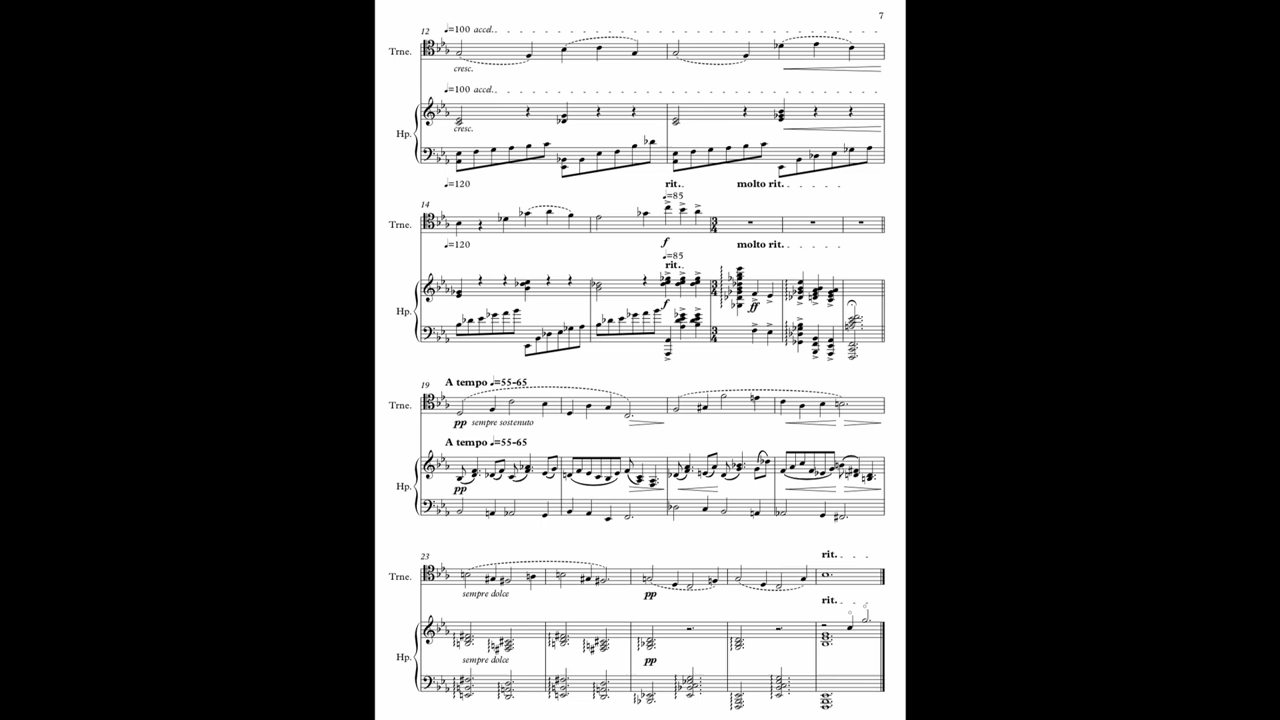 7
12 ♩=100 accel.
Trne.
cresc.
♩=100 accel.
Hp.
cresc.
♩=120 rit. molto rit.
14 ♩=85
Trne.
f
♩=120 molto rit.
♩=85
rit.
Hp.
f ff
19 A tempo ♩=55-65
Trne.
pp sempre sostenuto
A tempo ♩=55-65
Hp.
pp
23 rit.
Trne.
sempre dolce pp
rit.
Hp.
sempre dolce pp